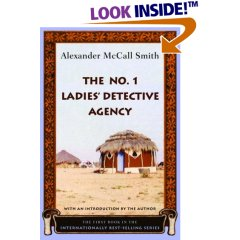 LOOK INSIDE!™
Alexander McCall Smith
THE NO. 1
LADIES' DETECTIVE
AGENCY
WITH AN INTRODUCTION BY THE AUTHOR
THE FIRST BOOK IN THE
INTERNATIONALLY BEST-SELLING SERIES